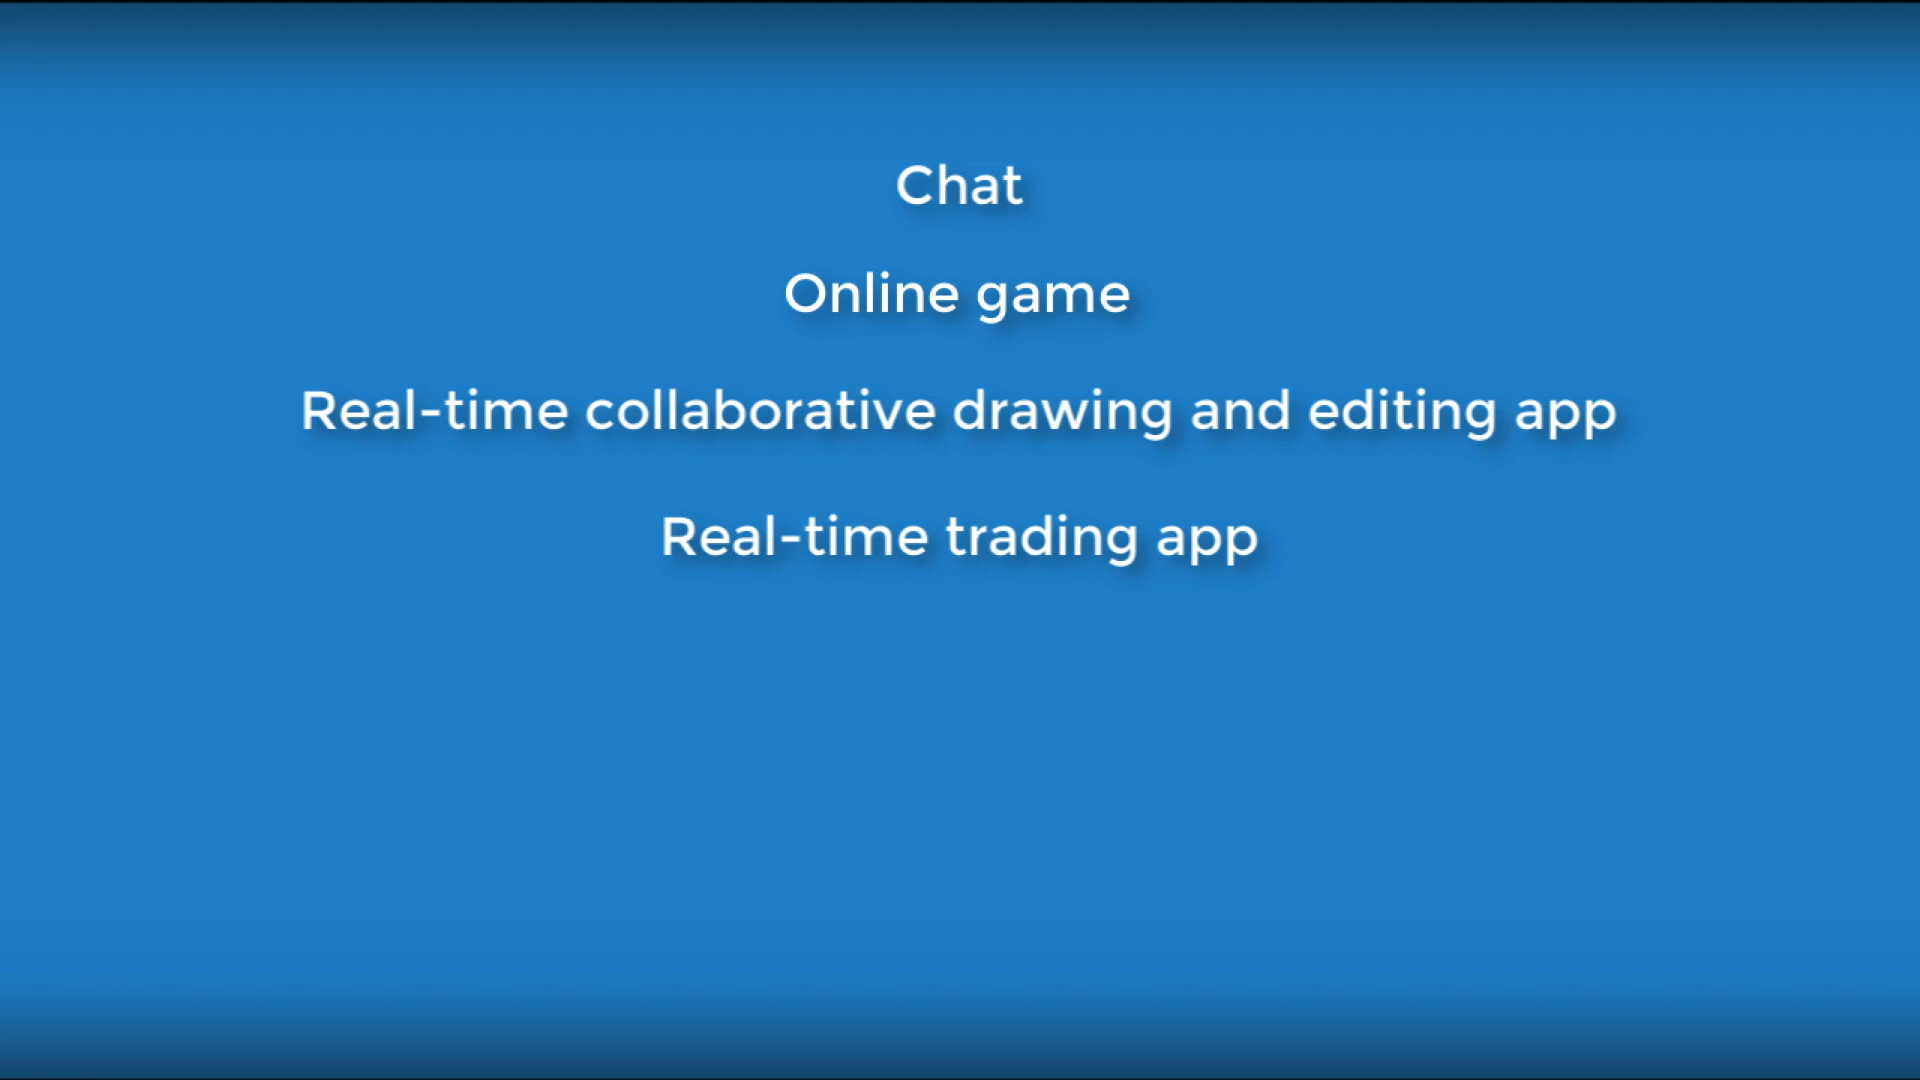 Chat
Online game
Real-time collaborative drawing and editing app
Real-time trading app